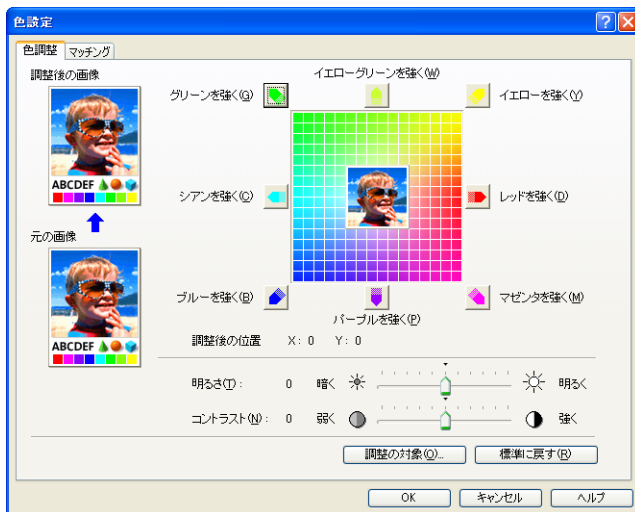 色設定
色調整 マッチング
調整後の画像
イエローグリーンを強く(W)
グリーンを強く(G)
イエローを強く(Y)
ABCDEF
シアンを強く(C)
レッドを強く(D)
元の画像
ブルーを強く(B)
マゼンタを強く(M)
パープルを強く(P)
ABCDEF
調整後の位置 X: 0 Y: 0
明るさ(T): 0 暗く 明るく
コントラスト(N): 0 弱く 強く
調整の対象(O)... 標準に戻す(R)
OK キャンセル ヘルプ